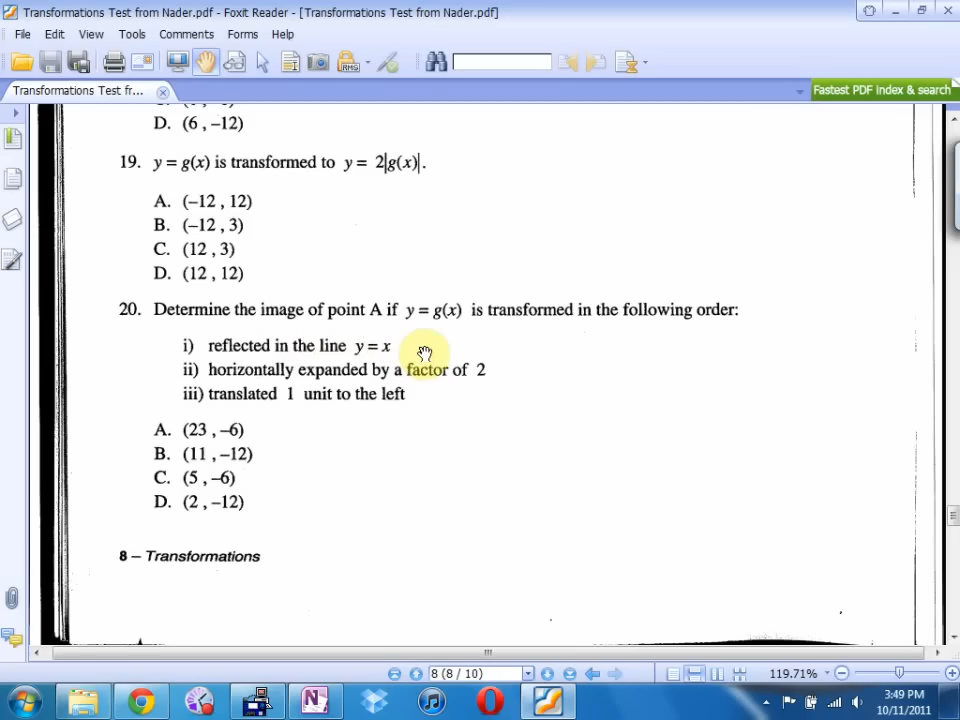 Transformations Test from Nader.pdf - Foxit Reader - [Transformations Test from Nader.pdf]
File Edit View Tools Comments Forms Help
Transformations Test fr...
Fastest PDF index & search
D. (6 , –12)
19. y = g(x) is transformed to y = 2|g(x)|.
A. (–12 , 12)
B. (–12 , 3)
C. (12 , 3)
D. (12 , 12)
20. Determine the image of point A if y = g(x) is transformed in the following order:
i) reflected in the line y = x
ii) horizontally expanded by a factor of 2
iii) translated 1 unit to the left
A. (23 , –6)
B. (11 , –12)
C. (5 , –6)
D. (2 , –12)
8 – Transformations
8 (8 / 10)
119.71%
3:49 PM
10/11/2011